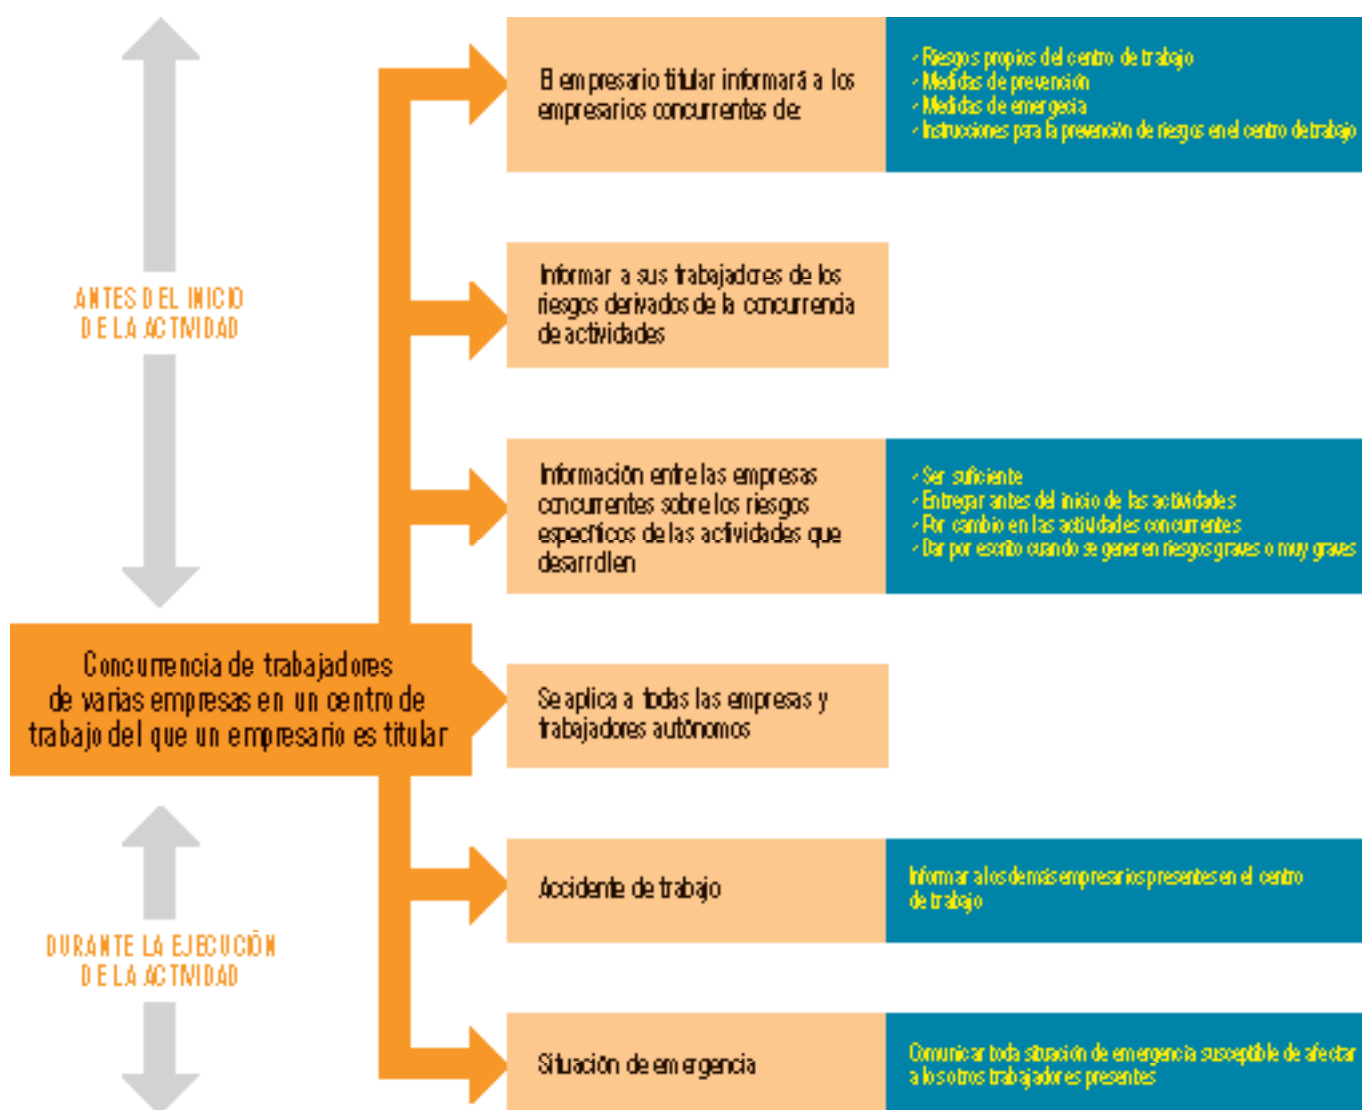 El empresario titular informará a los
empresarios concurrentes de:
✓ Riesgos propios del centro de trabajo
✓ Medidas de prevención
✓ Medidas de emergecia
✓ Instrucciones para la prevención de riesgos en el centro de trabajo
ANTES DEL INICIO
DE LA ACTIVIDAD
Informar a sus trabajadores de los
riesgos derivados de la concurrencia
de actividades
Información entre las empresas
concurrentes sobre los riesgos
específicos de las actividades que
desarrollen
✓ Ser suficiente
✓ Entregar antes del inicio de las actividades
✓ Por cambio en las actividades concurrentes
✓ Dar por escrito cuando se generen riesgos graves o muy graves
Concurrencia de trabajadores
de varias empresas en un centro de
trabajo del que un empresario es titular
Se aplica a todas las empresas y
trabajadores autónomos
DURANTE LA EJECUCIÓN
DE LA ACTIVIDAD
Accidente de trabajo
Informar a los demás empresarios presentes en el centro
de trabajo
Situación de emergencia
Comunicar toda situación de emergencia susceptible de afectar
a los otros trabajadores presentes